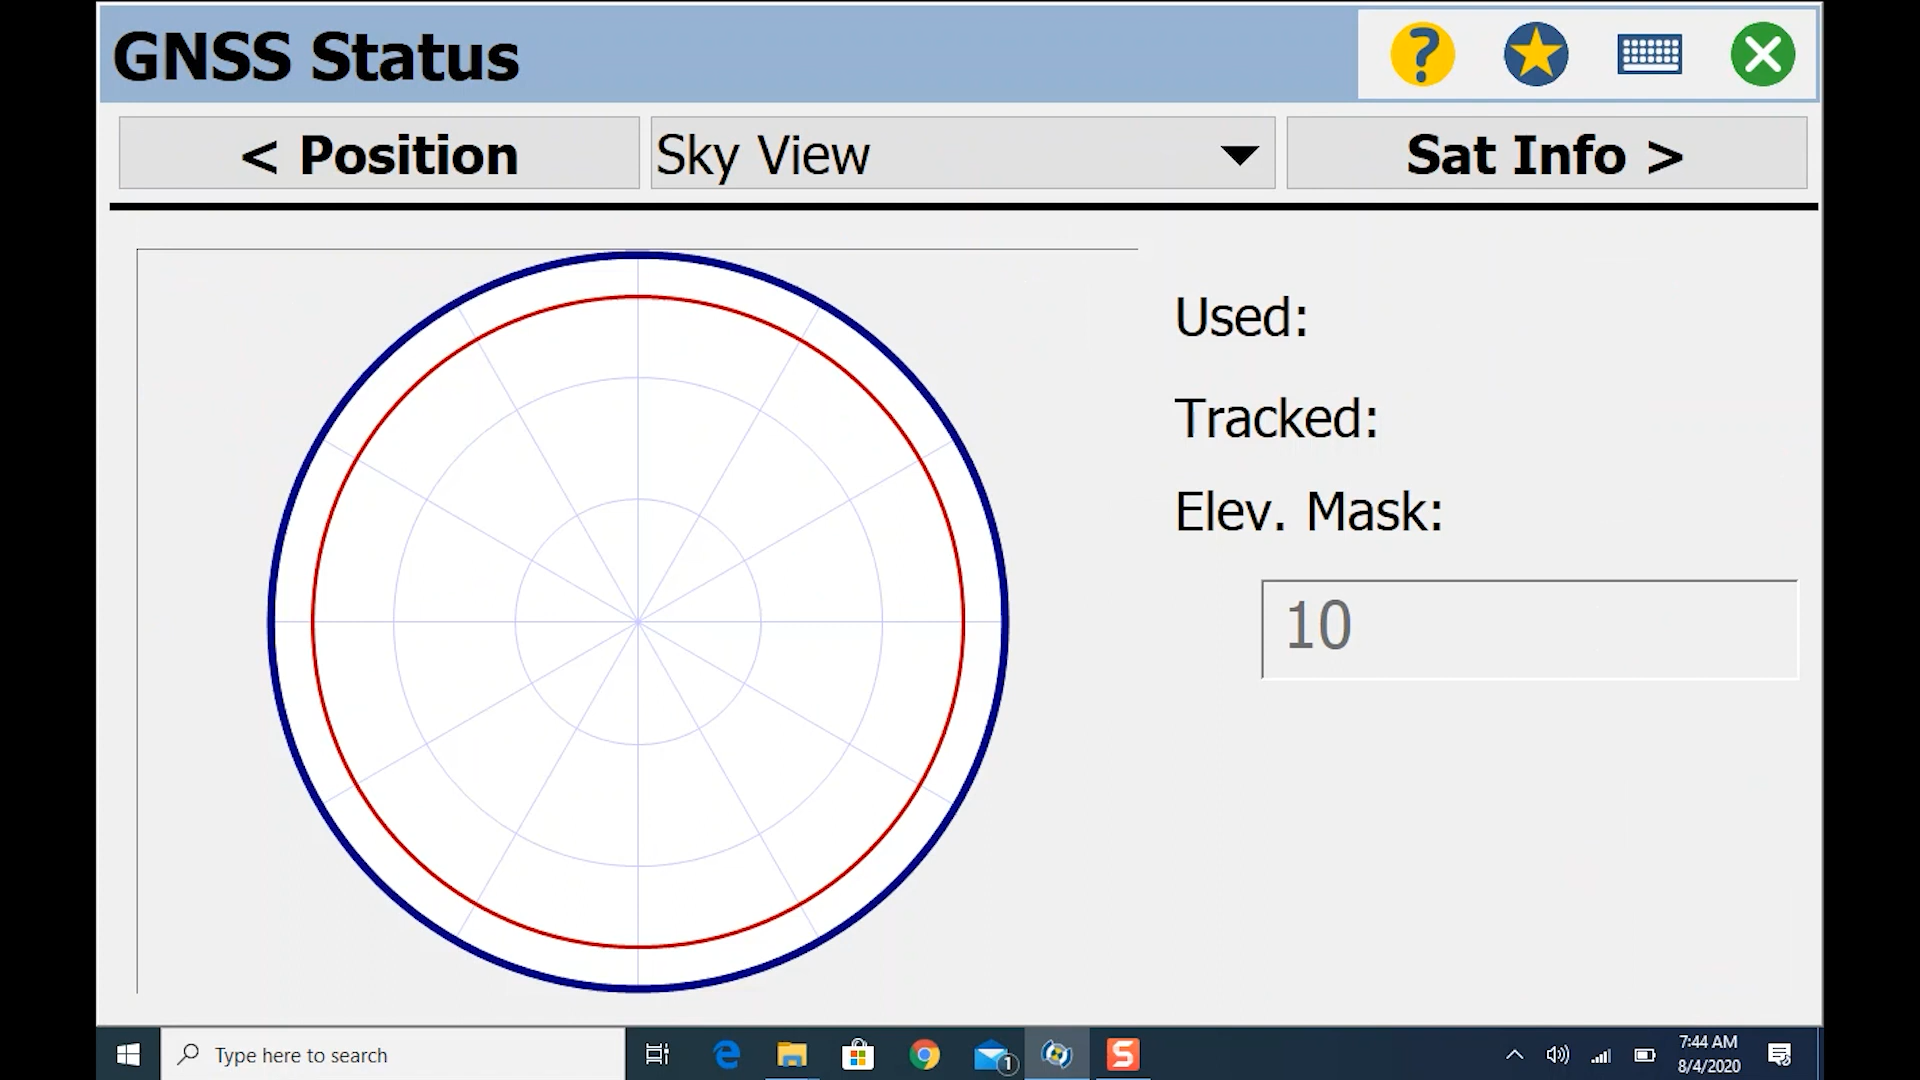 GNSS Status
?
< Position
Sky View
Sat Info >
Used:
Tracked:
Elev. Mask:
10
Type here to search
1
S
7:44 AM
8/4/2020